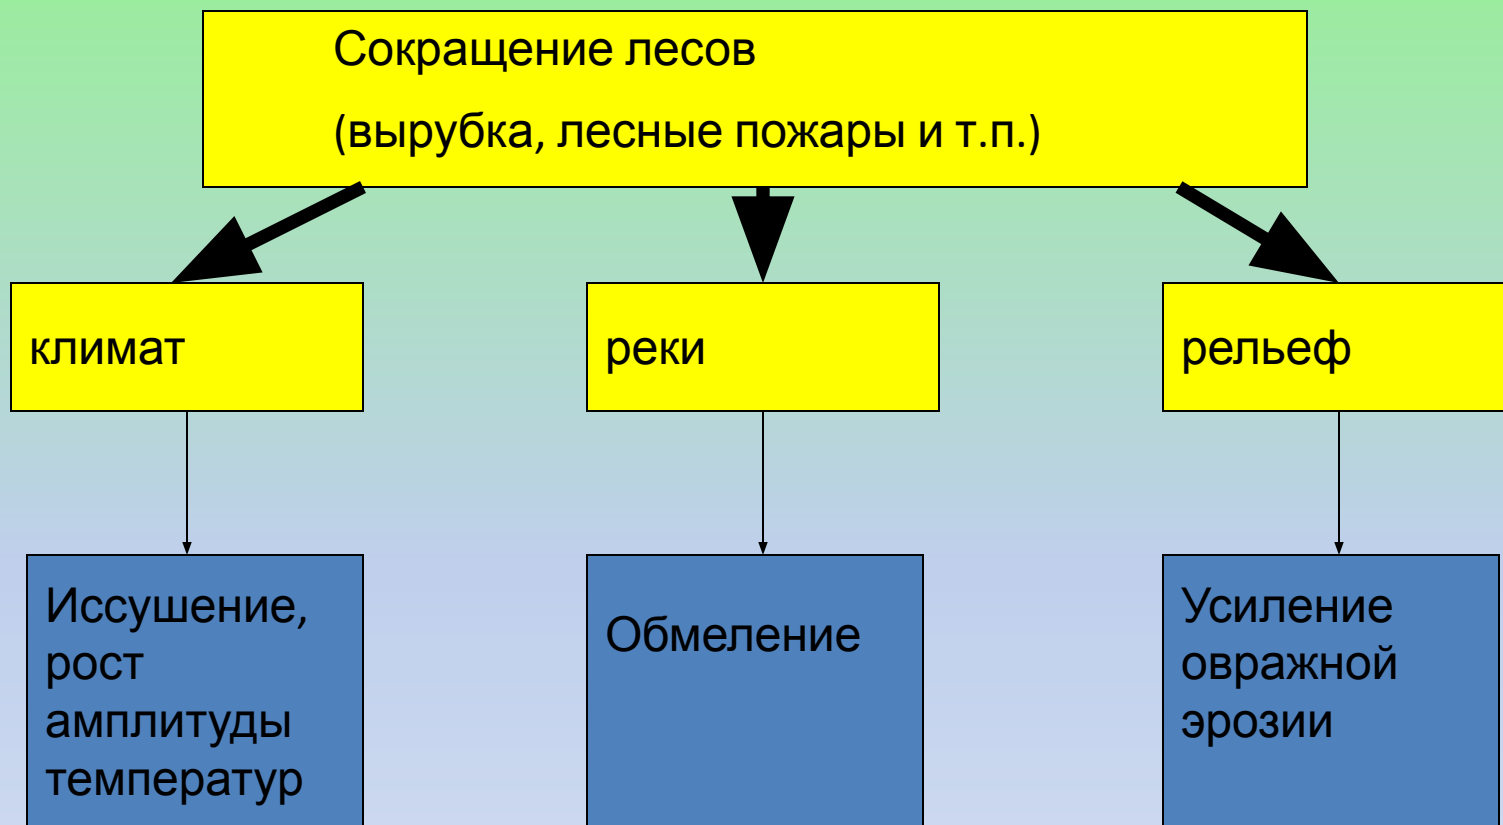 Сокращение лесов
(вырубка, лесные пожары и т.п.)
климат
реки
рельеф
Иссушение,
рост
амплитуды
температур
Обмеление
Усиление
овражной
эрозии